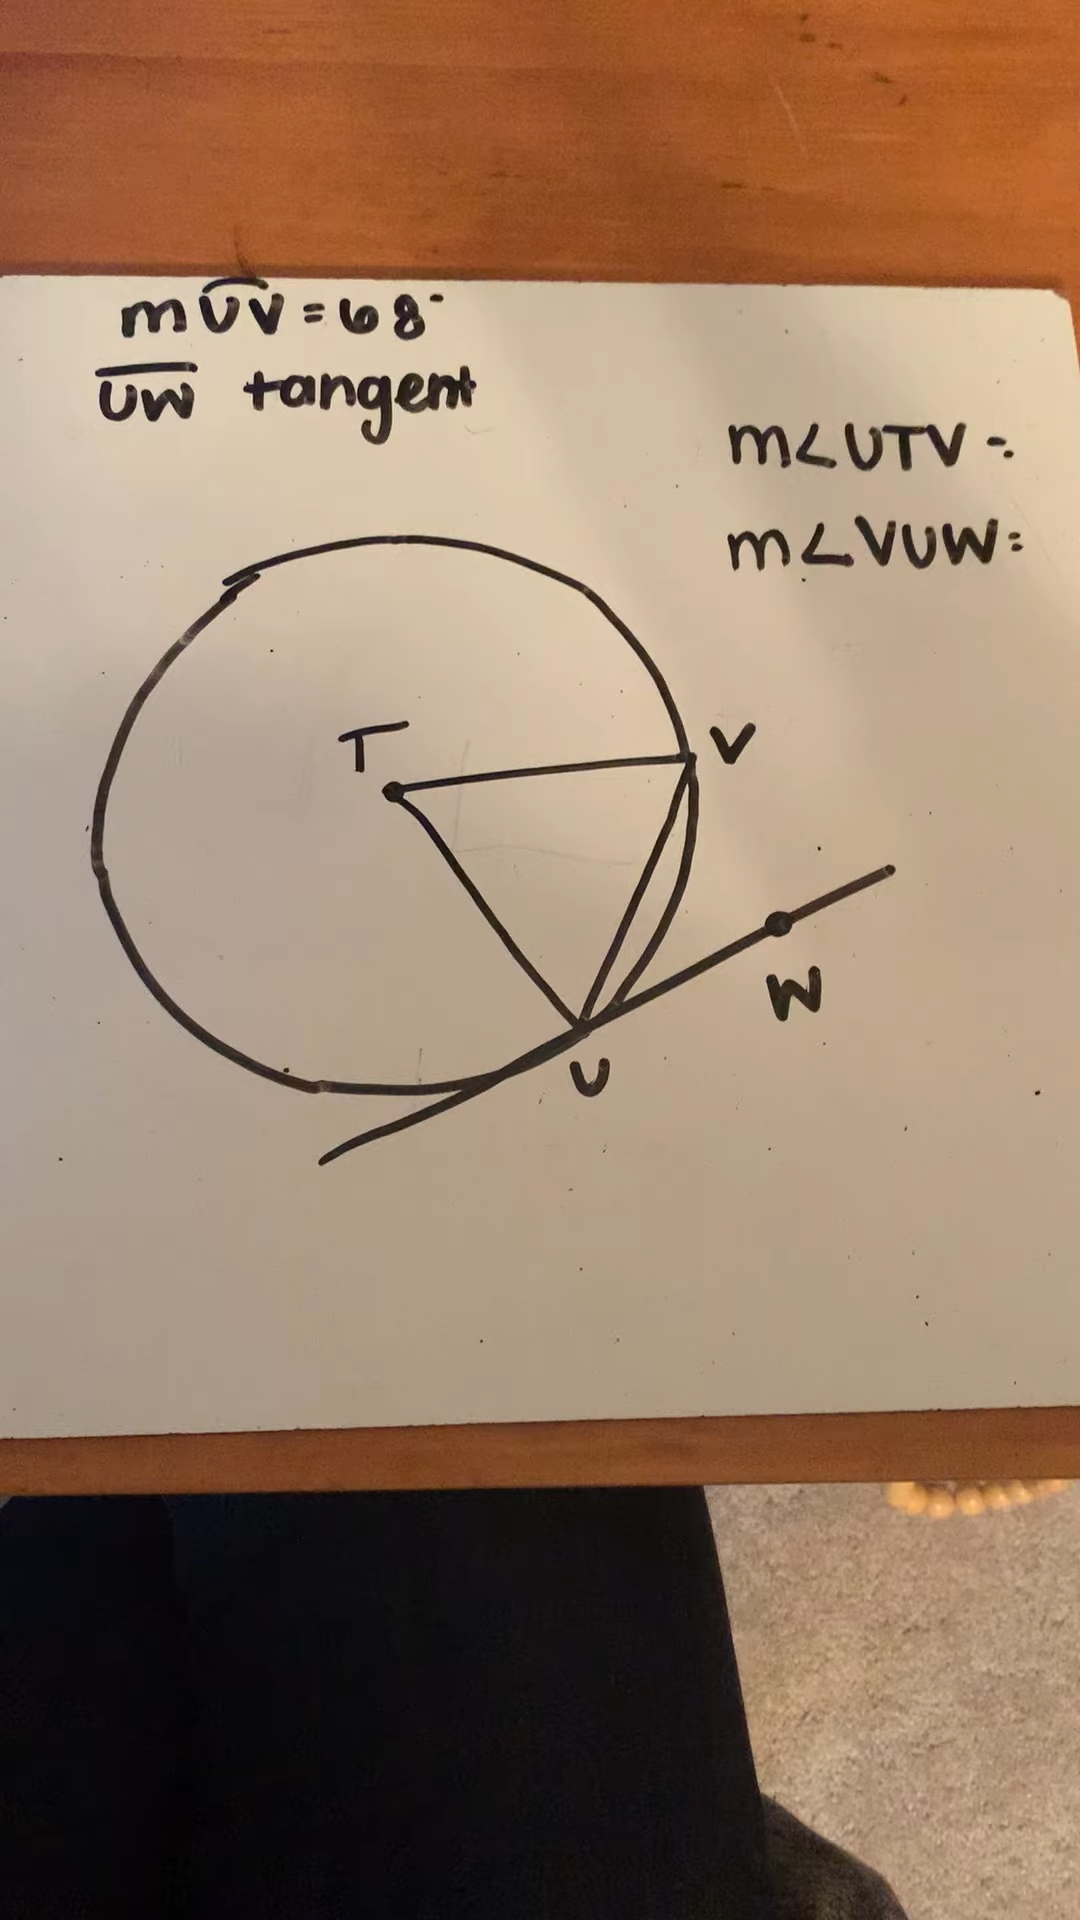 mUV = 68°
UW tangent
m∠UTV =
m∠VUW =
T
V
W
U